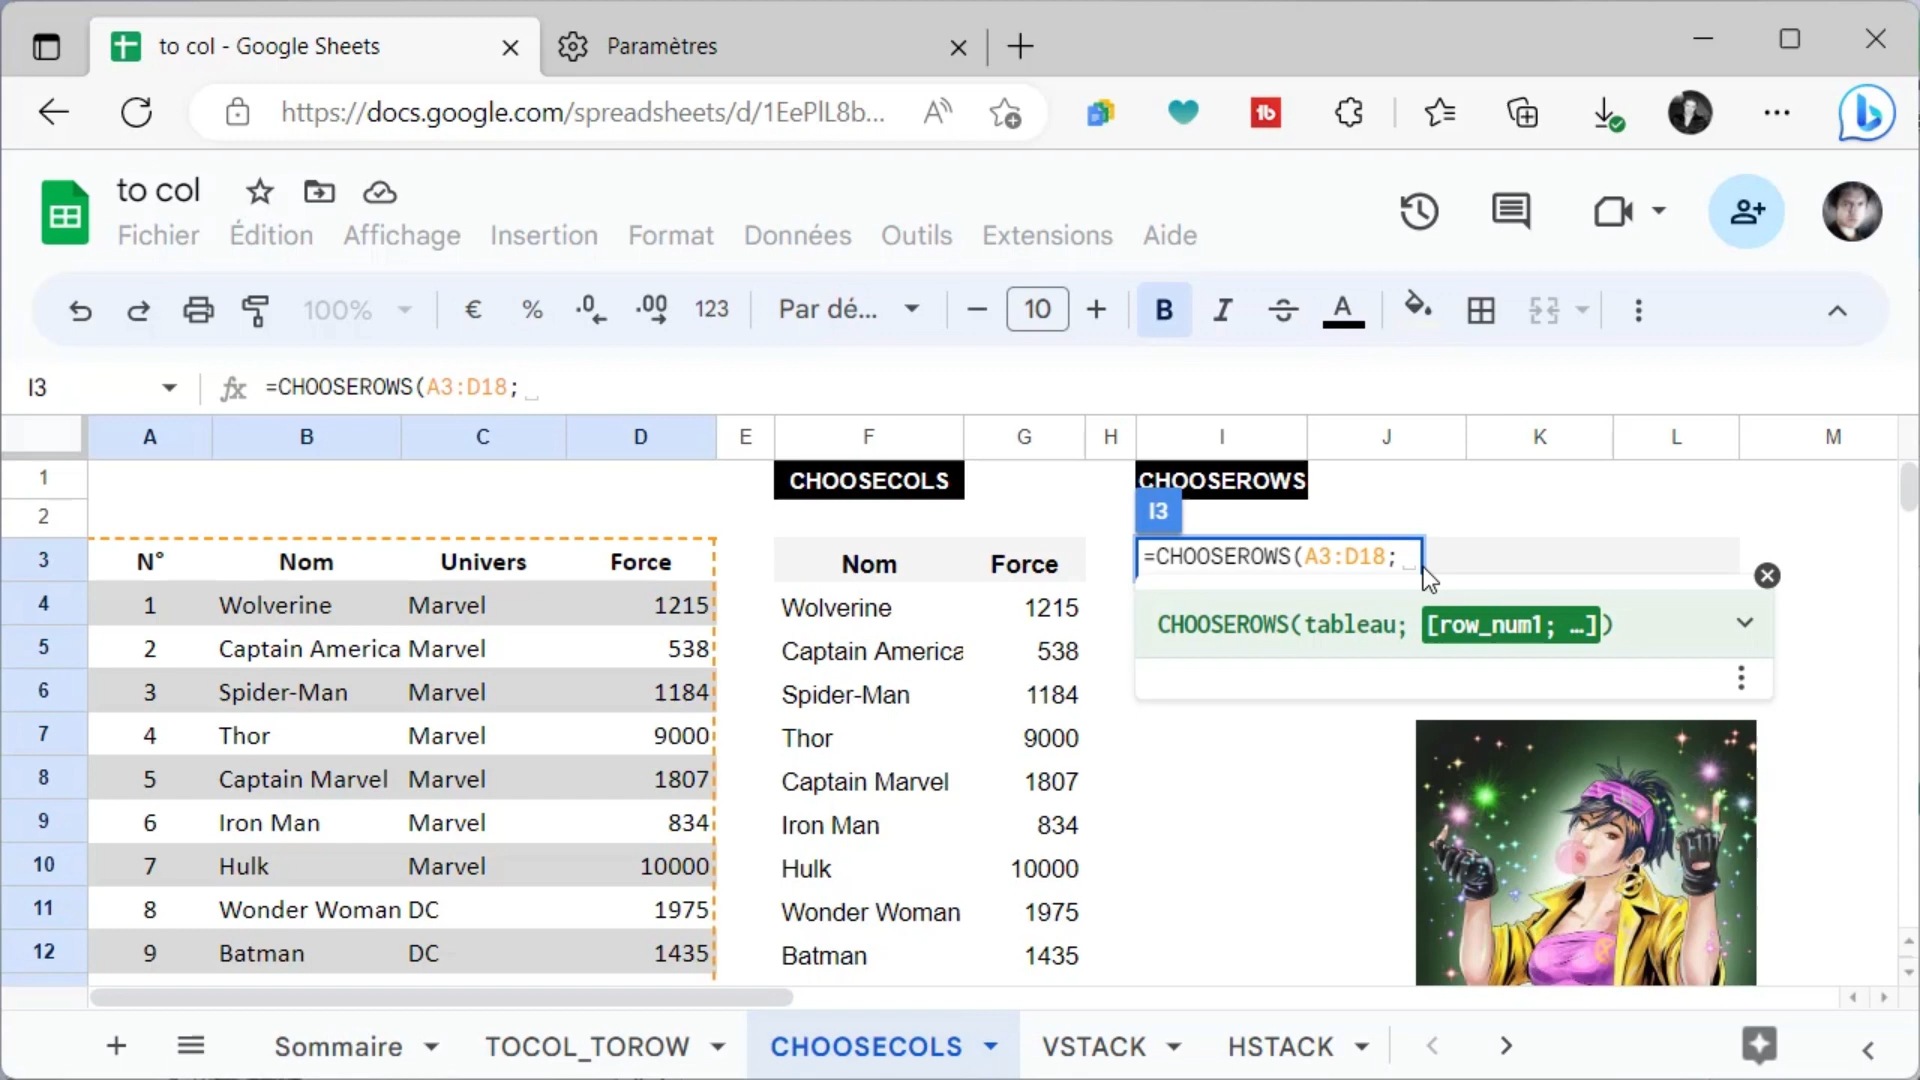 to col - Google Sheets
Paramètres
https://docs.google.com/spreadsheets/d/1EePlL8b...
to col
Fichier Édition Affichage Insertion Format Données Outils Extensions Aide
100% € % .0 .00 123 Par dé... − 10 + B I A
I3 fx =CHOOSEROWS(A3:D18;
A B C D E F G H I J K L M
1 CHOOSECOLS CHOOSEROWS
2 I3
3 N° Nom Univers Force Nom Force =CHOOSEROWS(A3:D18;
4 1 Wolverine Marvel 1215 Wolverine 1215
CHOOSEROWS(tableau; [row_num1; …])
5 2 Captain America Marvel 538 Captain America 538
6 3 Spider-Man Marvel 1184 Spider-Man 1184
7 4 Thor Marvel 9000 Thor 9000
8 5 Captain Marvel Marvel 1807 Captain Marvel 1807
9 6 Iron Man Marvel 834 Iron Man 834
10 7 Hulk Marvel 10000 Hulk 10000
11 8 Wonder Woman DC 1975 Wonder Woman 1975
12 9 Batman DC 1435 Batman 1435
Sommaire TOCOL_TOROW CHOOSECOLS VSTACK HSTACK